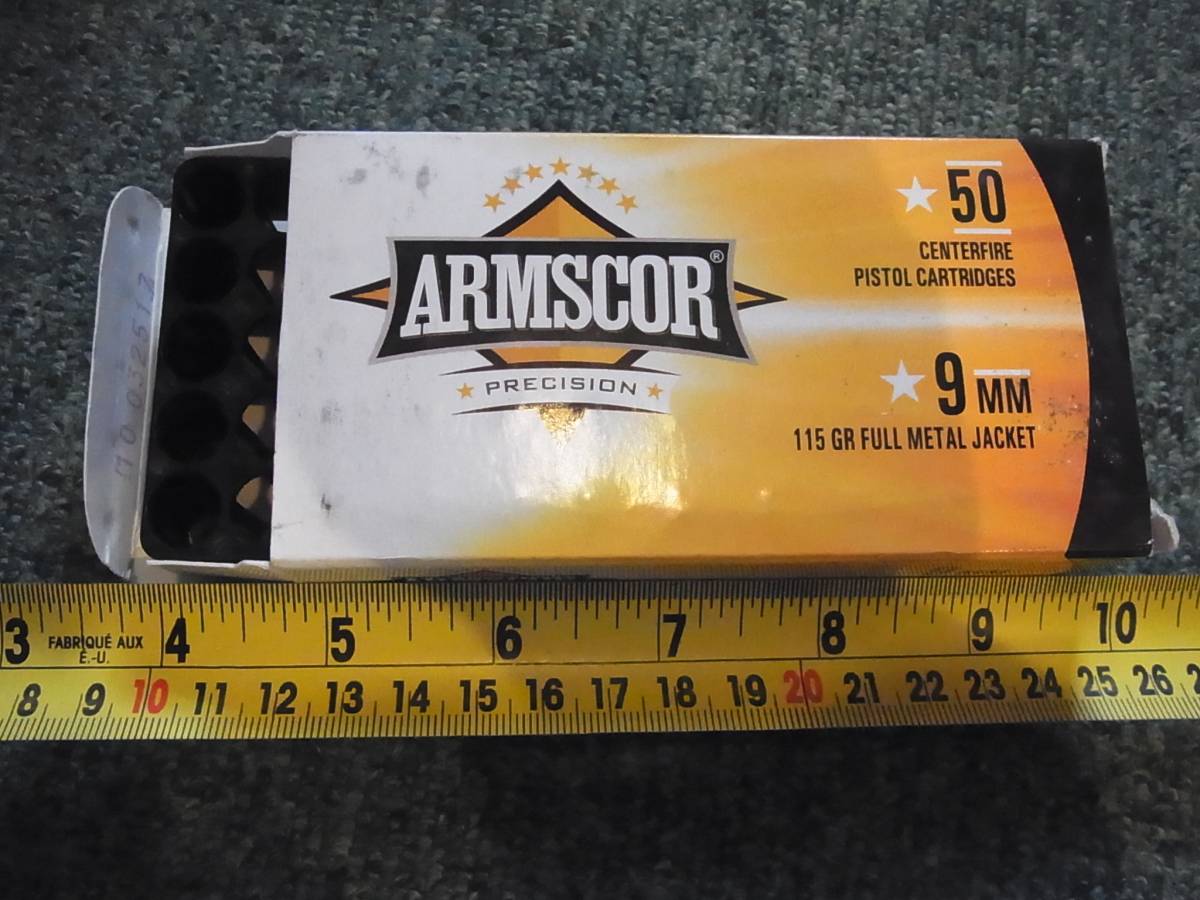 50
CENTERFIRE
PISTOL CARTRIDGES
ARMSCOR®
PRECISION
9 MM
115 GR FULL METAL JACKET
3 FABRIQUÉ AUX É.-U. 4 5 6 7 8 9 10
8 9 10 11 12 13 14 15 16 17 18 19 20 21 22 23 24 25 26